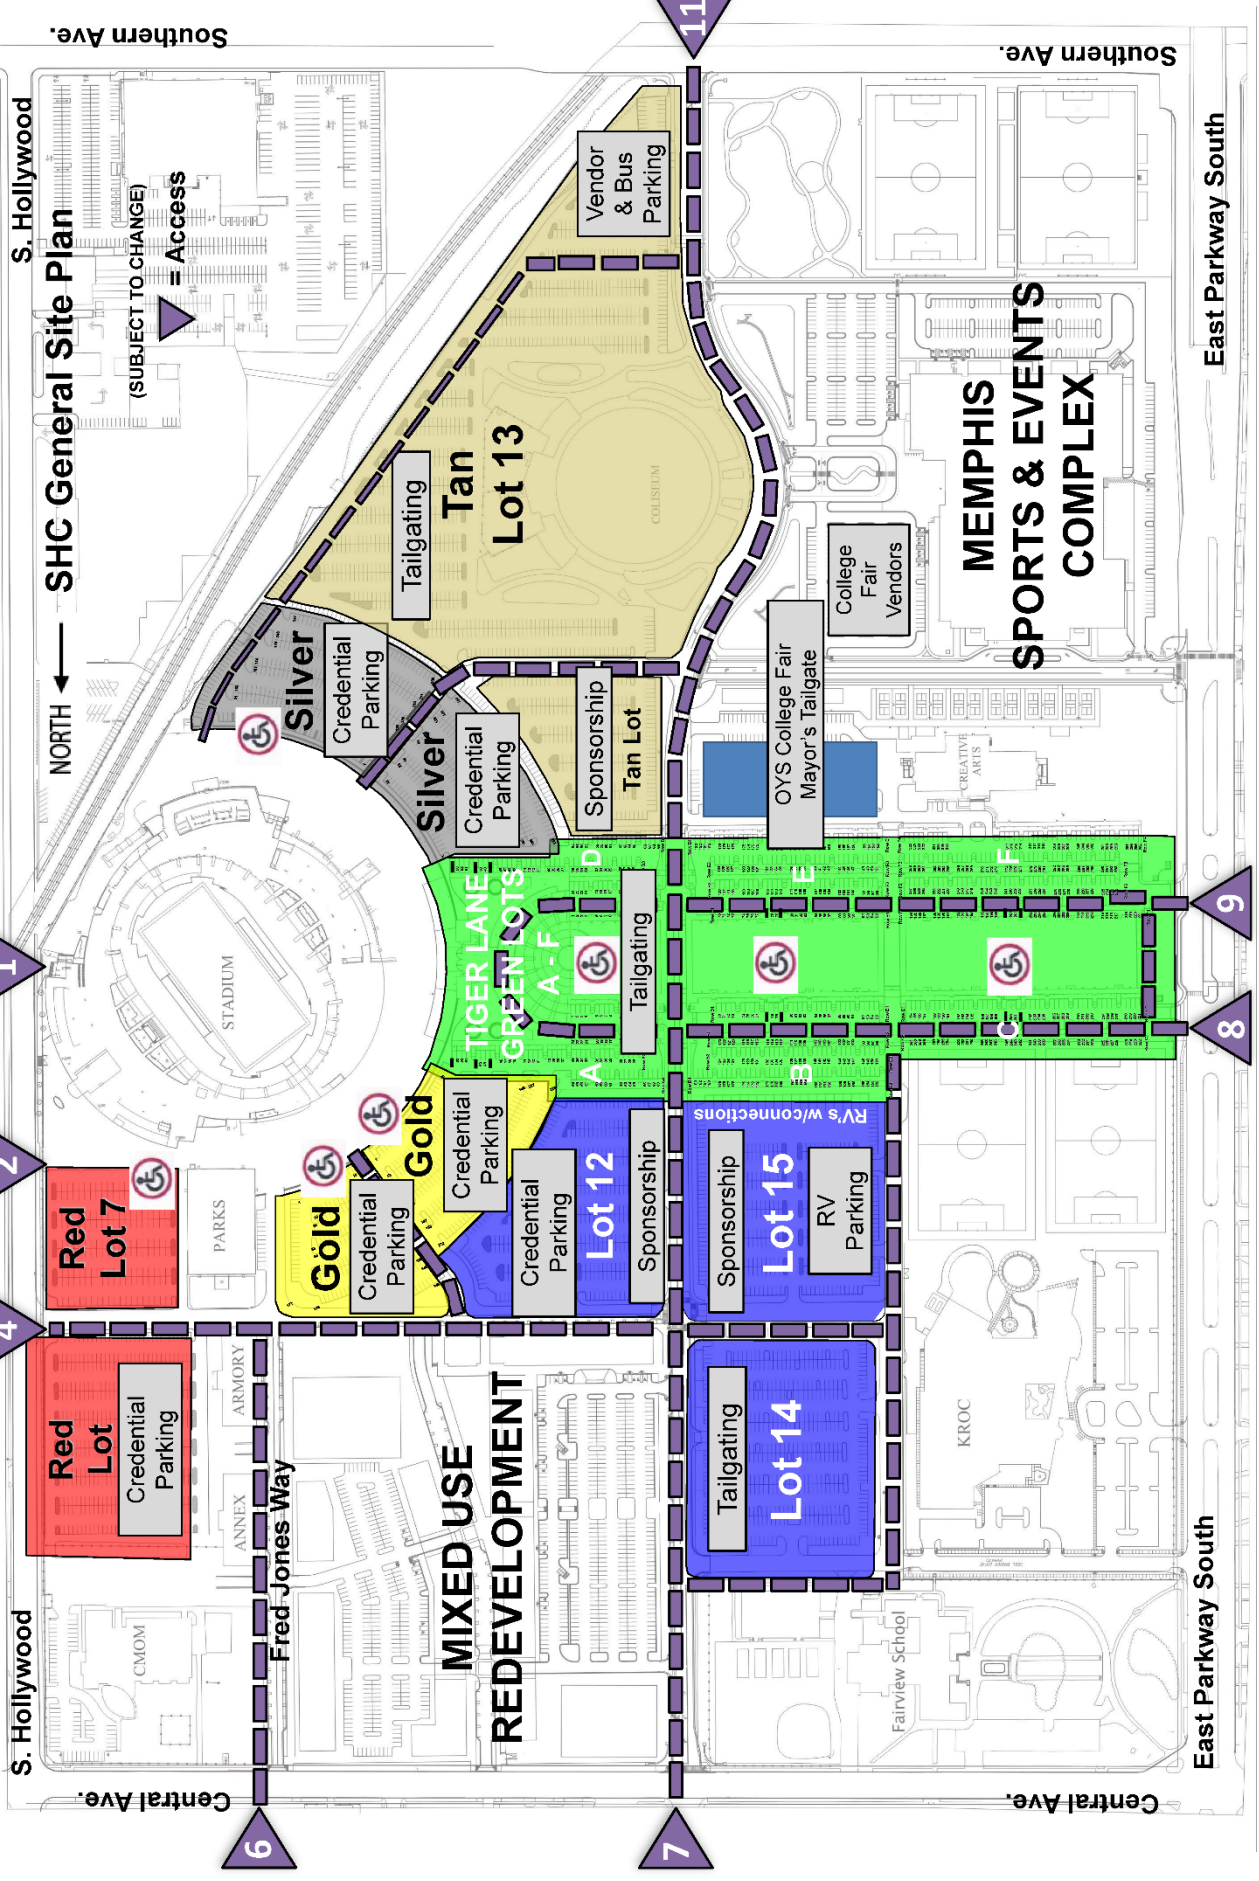 SHC General Site Plan
(SUBJECT TO CHANGE)
= Access
NORTH
S. Hollywood
S. Hollywood
Southern Ave.
Southern Ave.
Central Ave.
Central Ave.
East Parkway South
East Parkway South
Fred Jones Way
1
2
4
6
7
8
9
11
Red
Lot
Credential
Parking
Red
Lot 7
PARKS
ARMORY
ANNEX
CMOM
STADIUM
MIXED USE
REDEVELOPMENT
Gold
Credential
Parking
Gold
Credential
Parking
Credential
Parking
Lot 12
Sponsorship
Sponsorship
Lot 15
RV
Parking
RV's w/connections
Tailgating
Lot 14
TIGER LANE
GREEN LOTS
A - F
Tailgating
A
B
C
D
E
F
Silver
Credential
Parking
Silver
Credential
Parking
Sponsorship
Tan Lot
Tailgating
Tan
Lot 13
COLISEUM
Vendor
& Bus
Parking
OYS College Fair
Mayor's Tailgate
College
Fair
Vendors
MEMPHIS
SPORTS & EVENTS
COMPLEX
CREATIVE
ARTS
KROC
Fairview School